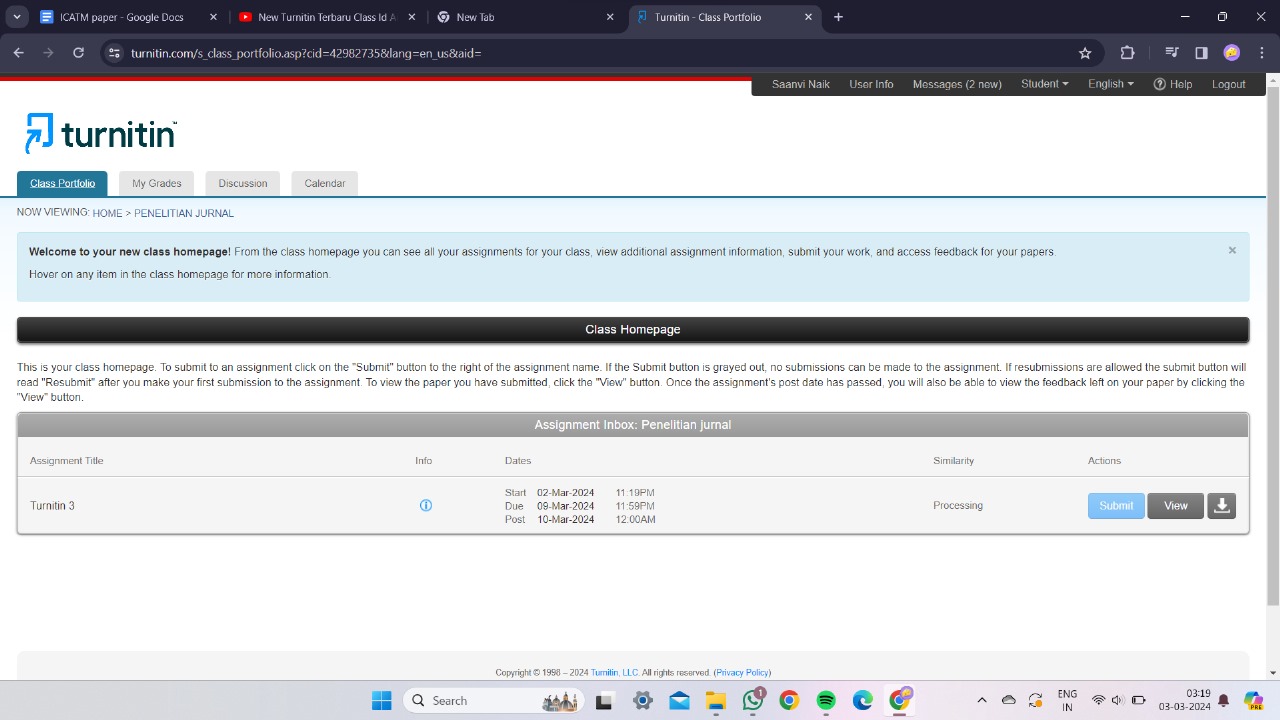 ICATM paper - Google Docs
New Turnitin Terbaru Class Id A
New Tab
Turnitin - Class Portfolio
turnitin.com/s_class_portfolio.asp?cid=42982735&lang=en_us&aid=
Saanvi Naik User Info Messages (2 new) Student English Help Logout
turnitin™
Class Portfolio My Grades Discussion Calendar
NOW VIEWING: HOME > PENELITIAN JURNAL
Welcome to your new class homepage! From the class homepage you can see all your assignments for your class, view additional assignment information, submit your work, and access feedback for your papers.
Hover on any item in the class homepage for more information.
Class Homepage
This is your class homepage. To submit to an assignment click on the "Submit" button to the right of the assignment name. If the Submit button is grayed out, no submissions can be made to the assignment. If resubmissions are allowed the submit button will
read "Resubmit" after you make your first submission to the assignment. To view the paper you have submitted, click the "View" button. Once the assignment's post date has passed, you will also be able to view the feedback left on your paper by clicking the
"View" button.
Assignment Inbox: Penelitian jurnal
Assignment Title Info Dates Similarity Actions
Start 02-Mar-2024 11:19PM
Turnitin 3 Due 09-Mar-2024 11:59PM Processing Submit View
Post 10-Mar-2024 12:00AM
Copyright © 1998 – 2024 Turnitin, LLC. All rights reserved. (Privacy Policy)
Search
1
ENG
IN
03:19
03-03-2024
PRE